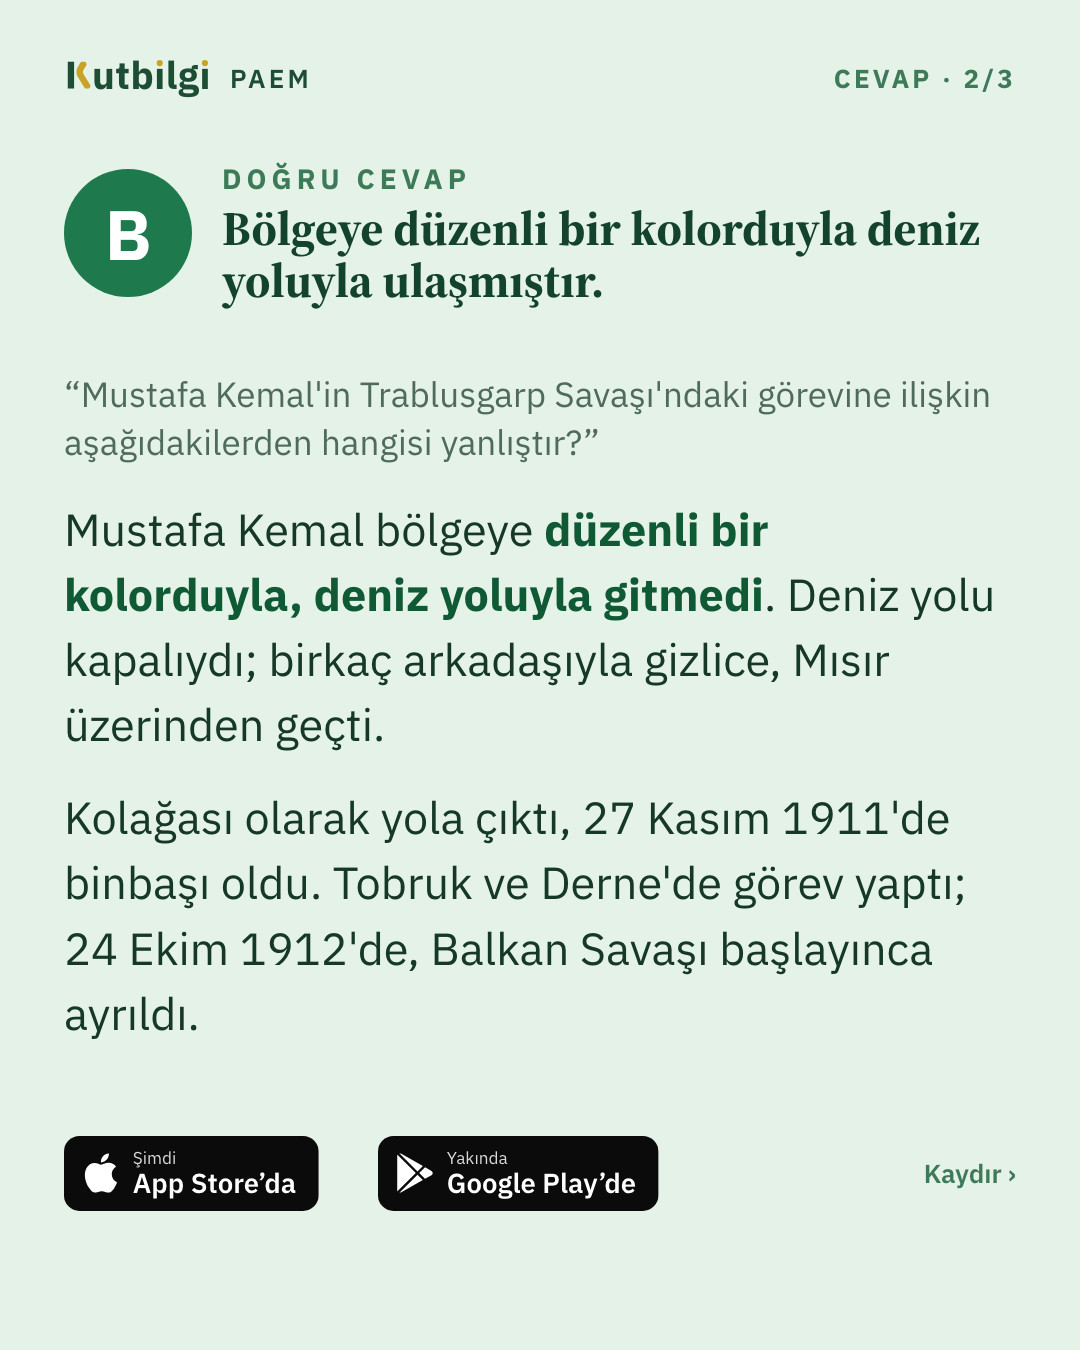 Kutbilgi PAEM
CEVAP · 2/3
B
DOĞRU CEVAP
Bölgeye düzenli bir kolorduyla deniz
yoluyla ulaşmıştır.
“Mustafa Kemal'in Trablusgarp Savaşı'ndaki görevine ilişkin
aşağıdakilerden hangisi yanlıştır?”
Mustafa Kemal bölgeye düzenli bir
kolorduyla, deniz yoluyla gitmedi. Deniz yolu
kapalıydı; birkaç arkadaşıyla gizlice, Mısır
üzerinden geçti.
Kolağası olarak yola çıktı, 27 Kasım 1911'de
binbaşı oldu. Tobruk ve Derne'de görev yaptı;
24 Ekim 1912'de, Balkan Savaşı başlayınca
ayrıldı.
Şimdi
App Store’da
Yakında
Google Play’de
Kaydır ›